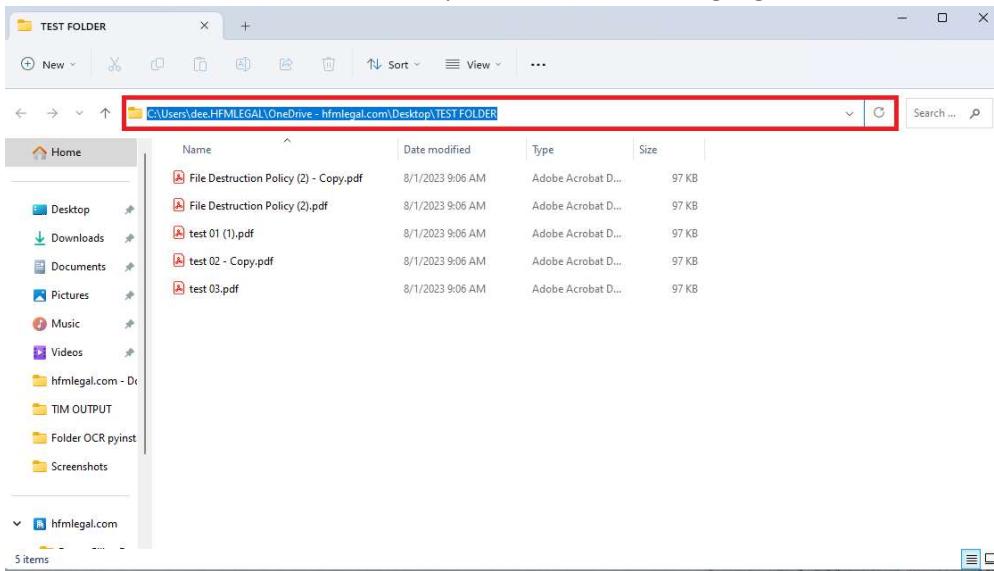 TEST FOLDER
New
Sort
View
C:\Users\dee.HFMLEGAL\OneDrive - hfmlegal.com\Desktop\TEST FOLDER
Search ...
Home
Name
Date modified
Type
Size
File Destruction Policy (2) - Copy.pdf 8/1/2023 9:06 AM Adobe Acrobat D... 97 KB
Desktop
File Destruction Policy (2).pdf 8/1/2023 9:06 AM Adobe Acrobat D... 97 KB
Downloads
test 01 (1).pdf 8/1/2023 9:06 AM Adobe Acrobat D... 97 KB
Documents
test 02 - Copy.pdf 8/1/2023 9:06 AM Adobe Acrobat D... 97 KB
Pictures
test 03.pdf 8/1/2023 9:06 AM Adobe Acrobat D... 97 KB
Music
Videos
hfmlegal.com - Do
TIM OUTPUT
Folder OCR pyinst
Screenshots
hfmlegal.com
5 items